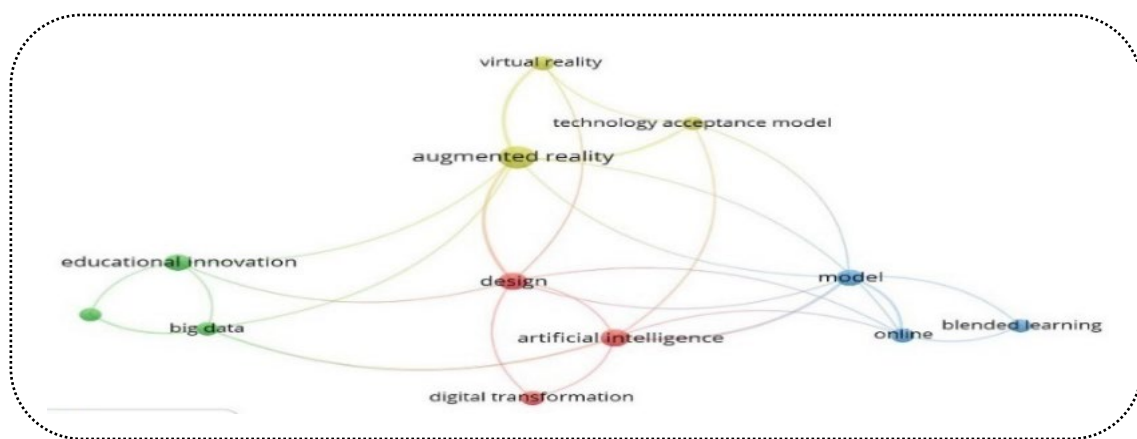 virtual reality
technology acceptance model
augmented reality
educational innovation
design
model
big data
artificial intelligence
online
blended learning
digital transformation